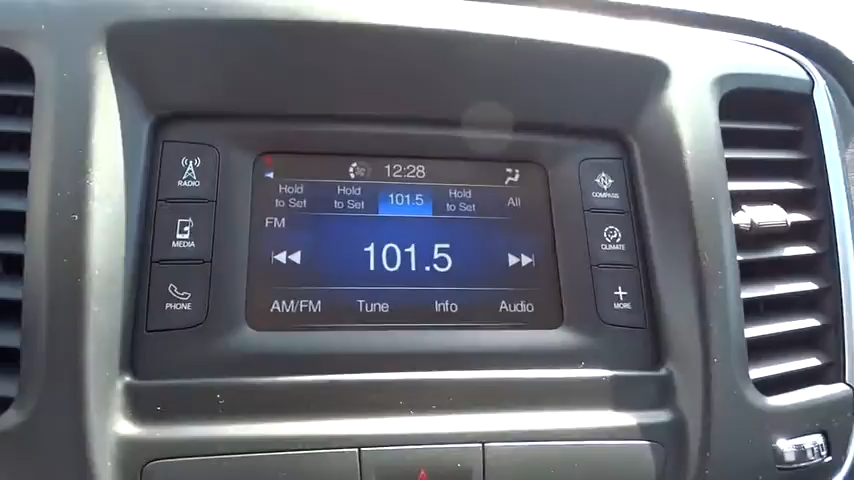 12:28
Hold to Set
Hold to Set
101.5
Hold to Set
All
FM
101.5
AM/FM Tune Info Audio
RADIO
MEDIA
PHONE
N
COMPASS
CLIMATE
MORE